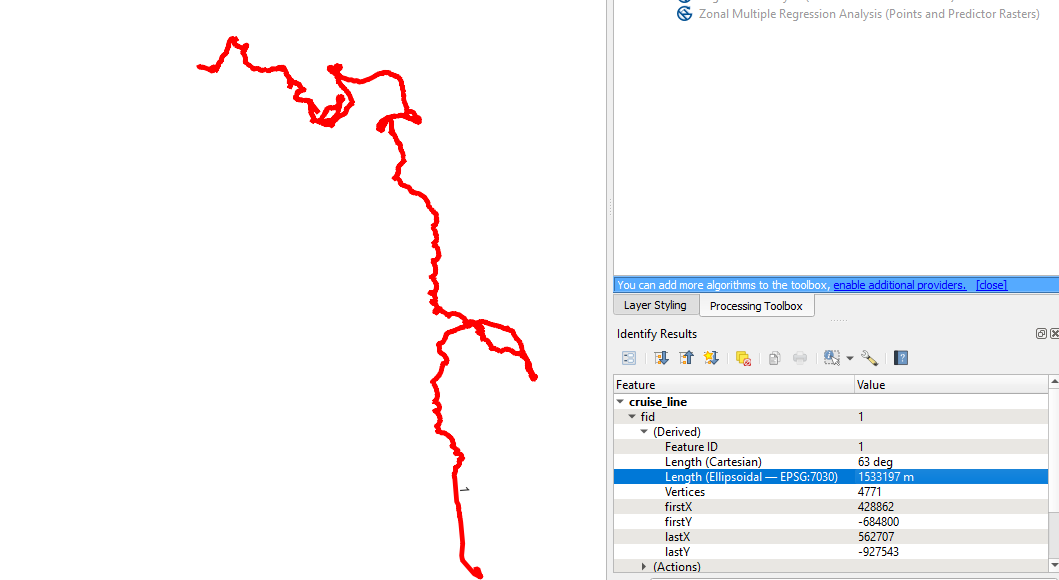 Zonal Multiple Regression Analysis (Points and Predictor Rasters)
You can add more algorithms to the toolbox, enable additional providers. [close]
Layer Styling Processing Toolbox
Identify Results
Feature Value
cruise_line
fid 1
(Derived)
Feature ID 1
Length (Cartesian) 63 deg
Length (Ellipsoidal — EPSG:7030) 1533197 m
Vertices 4771
firstX 428862
firstY -684800
lastX 562707
lastY -927543
(Actions)
1